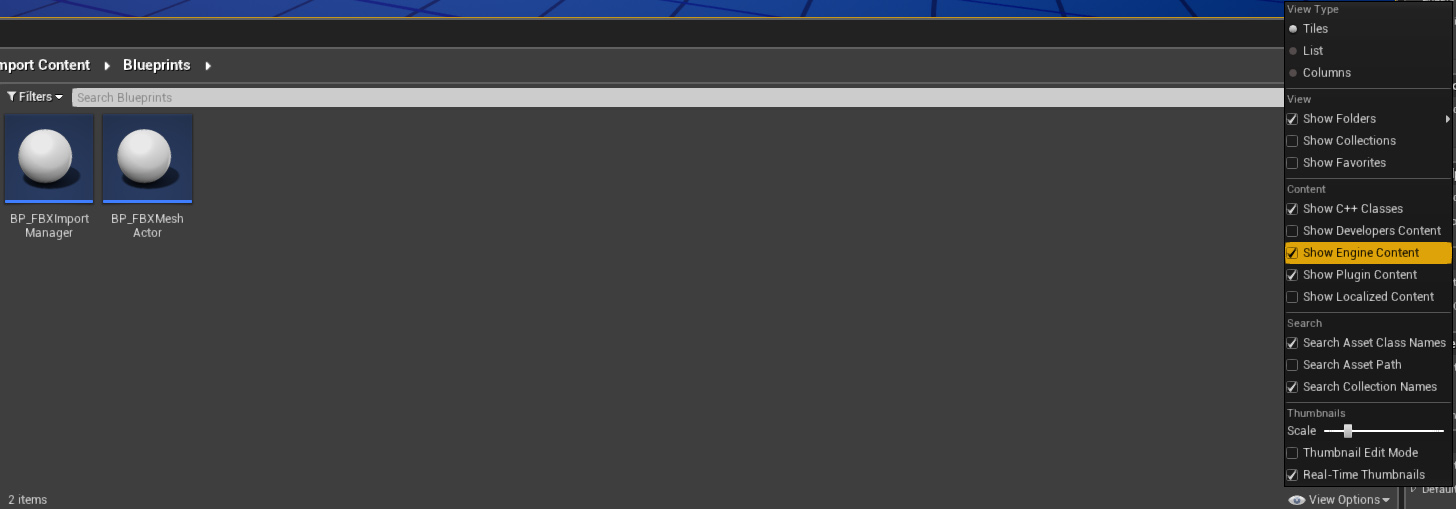 View Type
Tiles
List
Columns
mport Content Blueprints
Filters Search Blueprints
View
Show Folders
Show Collections
Show Favorites
Content
Show C++ Classes
Show Developers Content
Show Engine Content
Show Plugin Content
Show Localized Content
BP_FBXImport
Manager
BP_FBXMesh
Actor
Search
Search Asset Class Names
Search Asset Path
Search Collection Names
Thumbnails
Scale
Thumbnail Edit Mode
Real-Time Thumbnails
2 items
View Options
Defaul